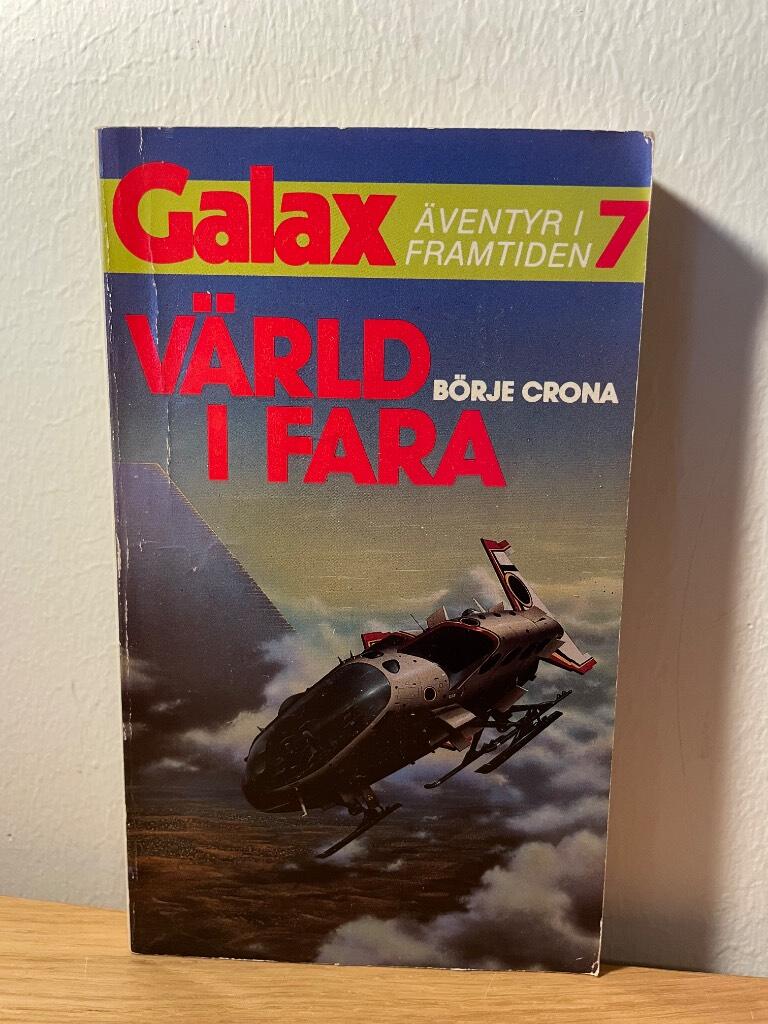 Galax
ÄVENTYR I
FRAMTIDEN 7
VÄRLD
BÖRJE CRONA
I FARA